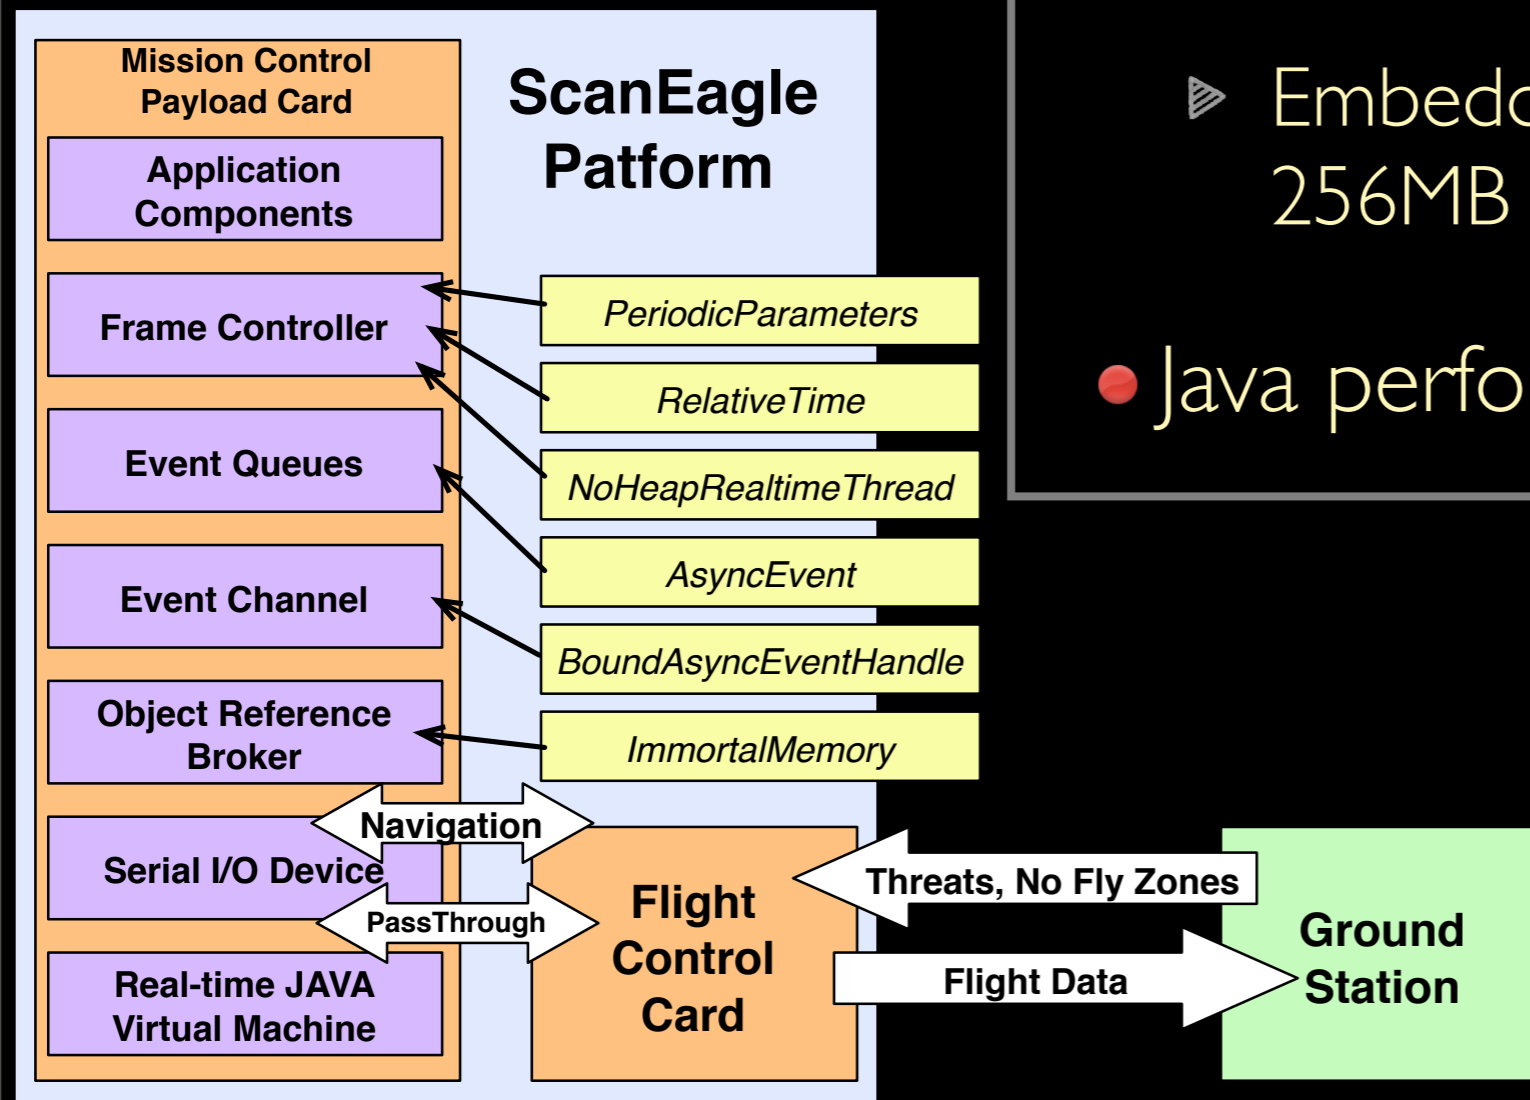 Mission Control
Payload Card
ScanEagle
Patform
Application
Components
Frame Controller
Event Queues
Event Channel
Object Reference
Broker
Serial I/O Device
Real-time JAVA
Virtual Machine
PeriodicParameters
RelativeTime
NoHeapRealtimeThread
AsyncEvent
BoundAsyncEventHandle
ImmortalMemory
Navigation
PassThrough
Flight
Control
Card
Threats, No Fly Zones
Flight Data
Ground
Station
256MB
Java